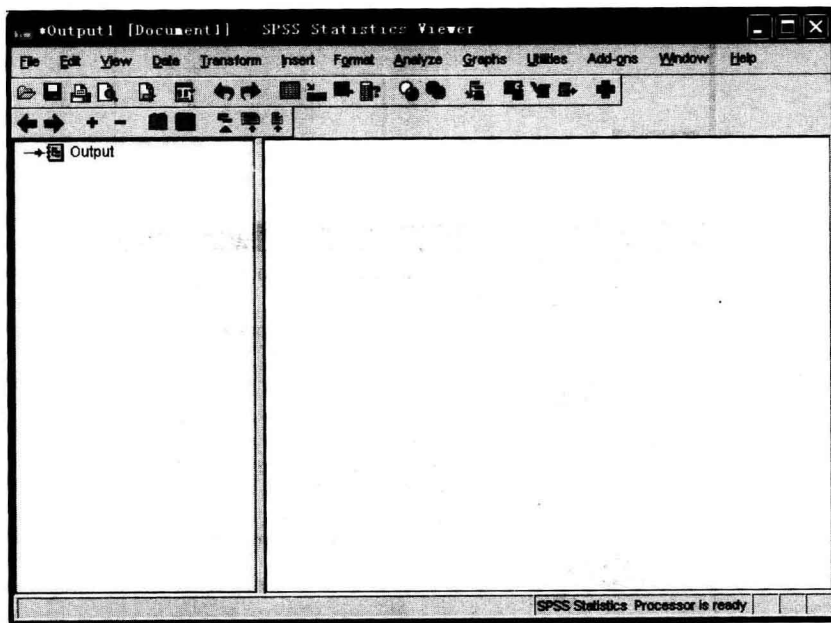 *Output1 [Document1] - SPSS Statistics Viewer
File Edit View Data Transform Insert Format Analyze Graphs Utilities Add-ons Window Help
Output
SPSS Statistics Processor is ready